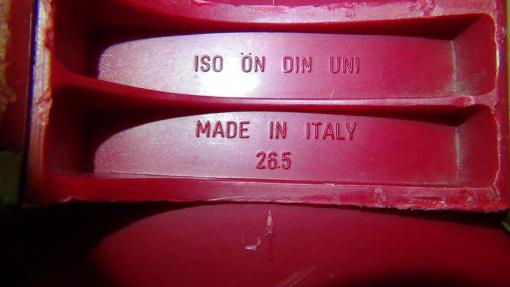 ISO ÖN DIN UNI
MADE IN ITALY
26.5